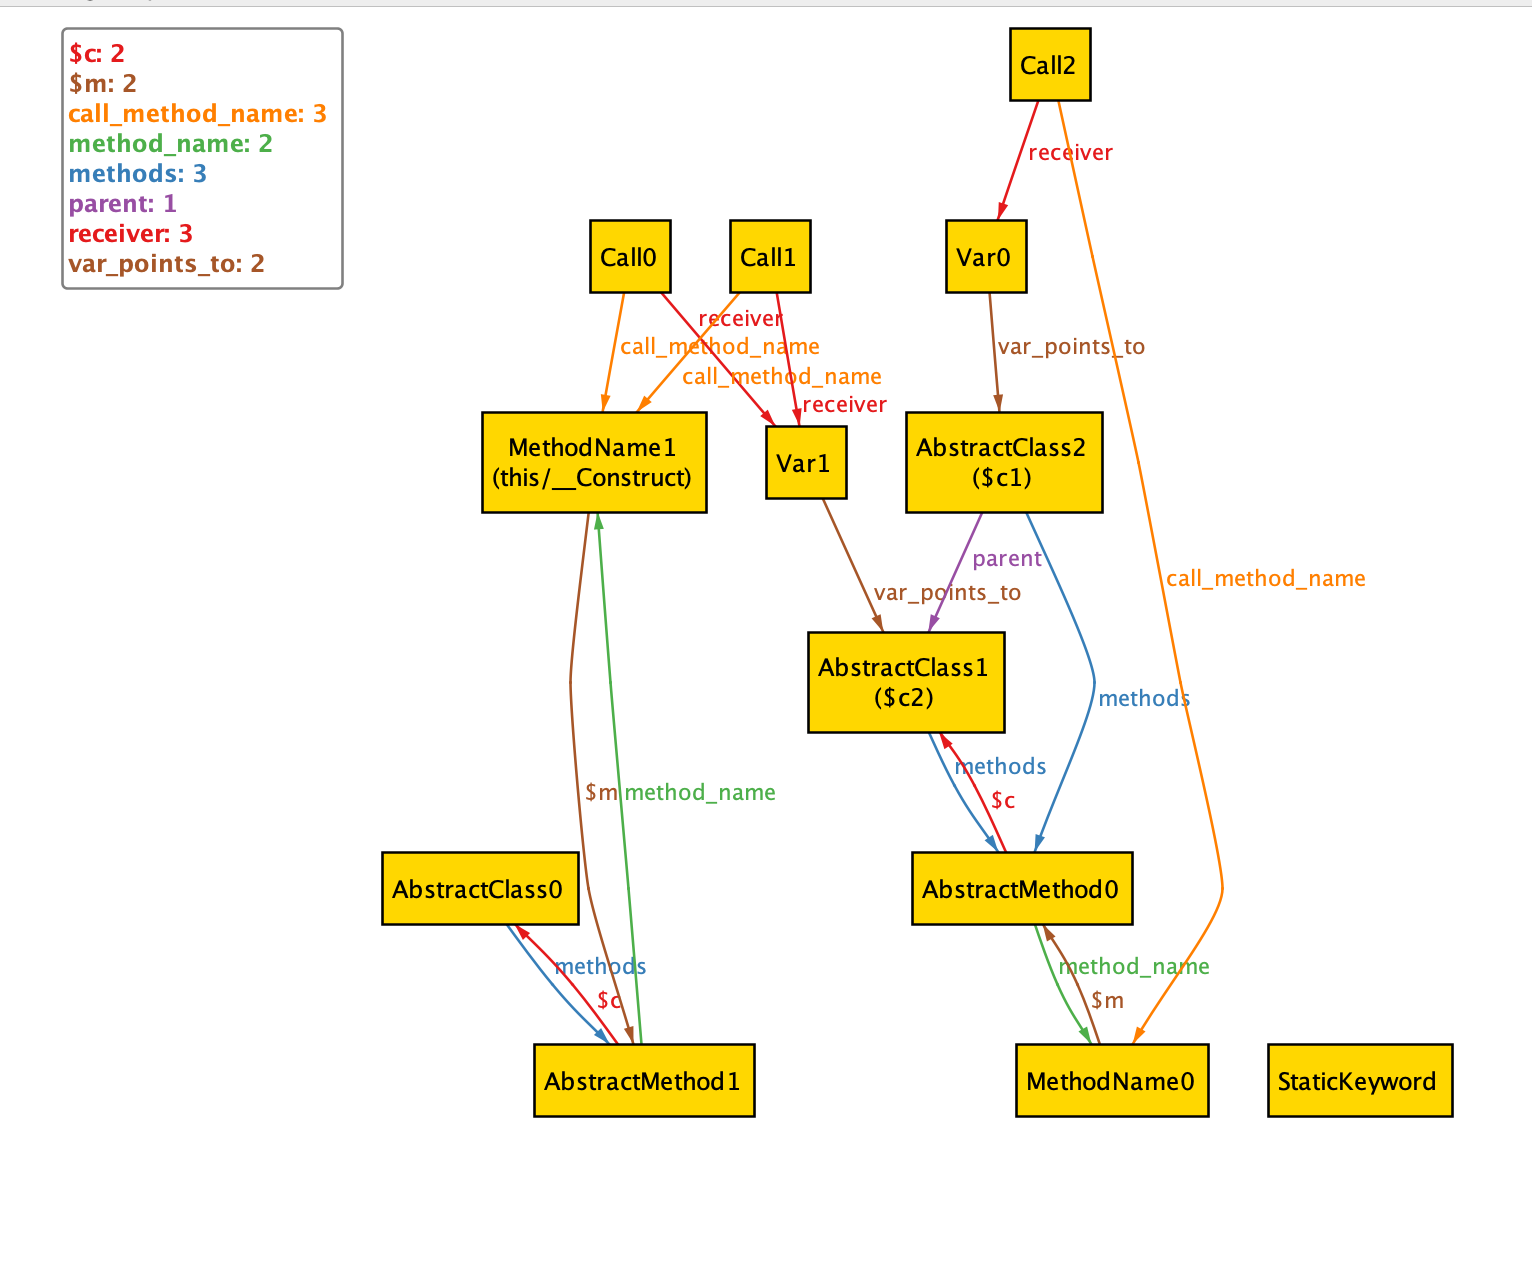 $c: 2
$m: 2
call_method_name: 3
method_name: 2
methods: 3
parent: 1
receiver: 3
var_points_to: 2
Call2
receiver
Call0
Call1
Var0
receiver
call_method_name
var_points_to
call_method_name
receiver
MethodName1
(this/__Construct)
Var1
AbstractClass2
($c1)
parent
call_method_name
var_points_to
AbstractClass1
($c2)
methods
methods
$m
method_name
$c
AbstractClass0
AbstractMethod0
methods
method_name
$c
$m
AbstractMethod1
MethodName0
StaticKeyword